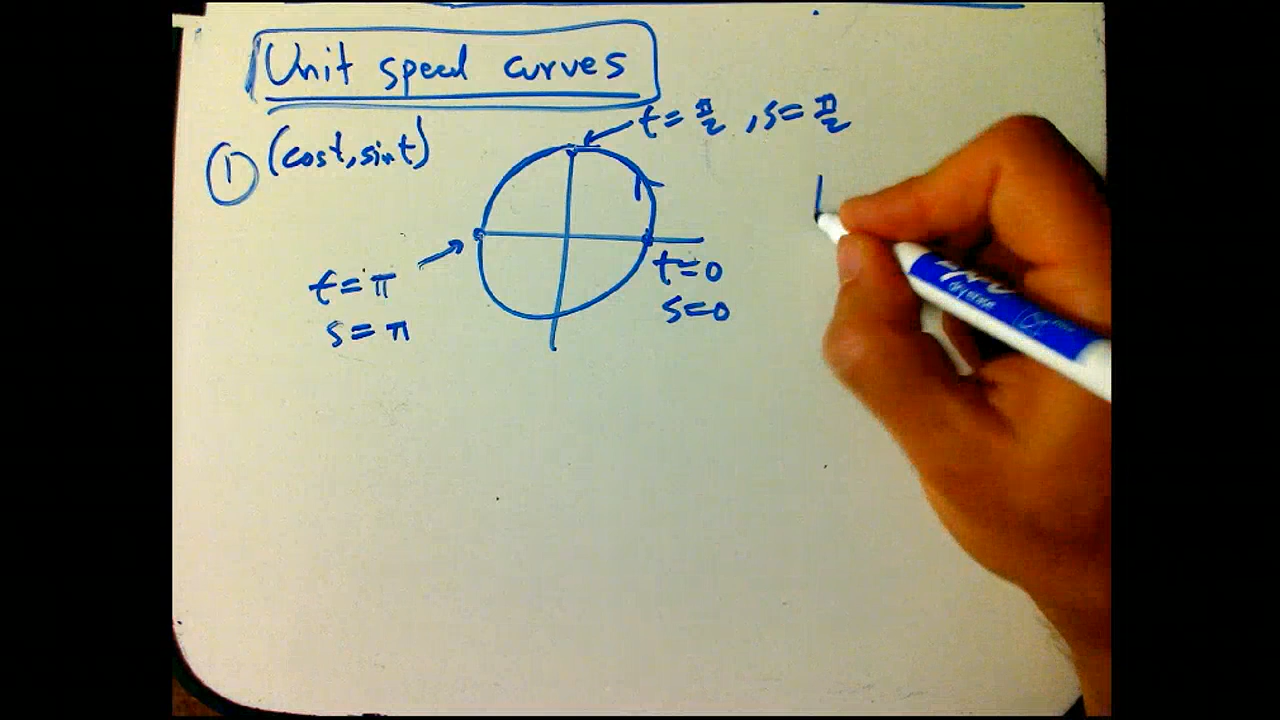 Unit speed curves
t = π/2 , s = π/2
① (cost, sint)
t = 0
s = 0
t = π
s = π